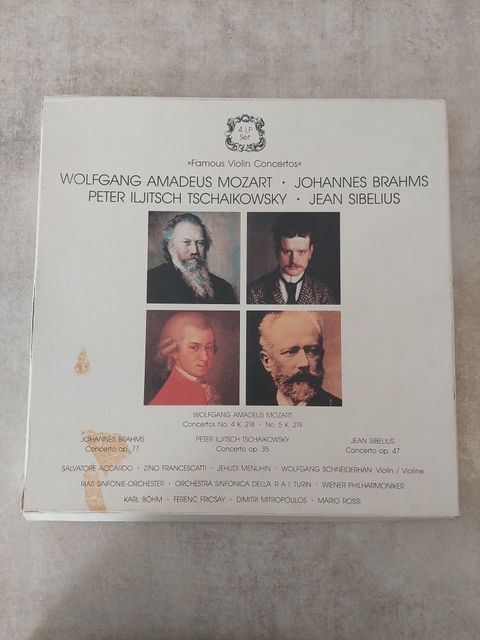 4 LP
Set
»Famous Violin Concertos«
WOLFGANG AMADEUS MOZART · JOHANNES BRAHMS
PETER ILJITSCH TSCHAIKOWSKY · JEAN SIBELIUS
WOLFGANG AMADEUS MOZART
Concertos No. 4 K. 218 · No. 5 K. 219
JOHANNES BRAHMS PETER ILJITSCH TSCHAIKOWSKY JEAN SIBELIUS
Concerto op. 77 Concerto op. 35 Concerto op. 47
SALVATORE ACCARDO · ZINO FRANCESCATTI · JEHUDI MENUHIN · WOLFGANG SCHNEIDERHAN Violin / Violine
RIAS SINFONIE-ORCHESTER · ORCHESTRA SINFONICA DELLA R A I, TURIN · WIENER PHILHARMONIKER
KARL BÖHM · FERENC FRICSAY · DIMITRI MITROPOULOS · MARIO ROSSI